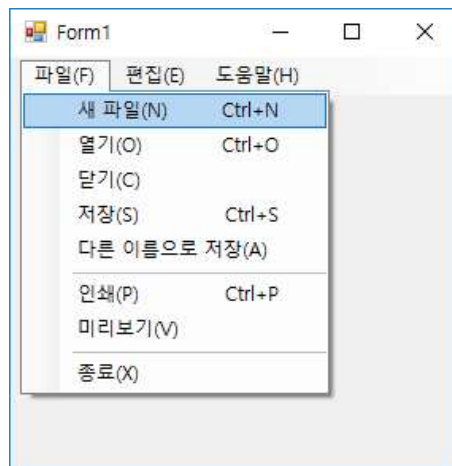 Form1
파일(F) 편집(E) 도움말(H)
새 파일(N) Ctrl+N
열기(O) Ctrl+O
닫기(C)
저장(S) Ctrl+S
다른 이름으로 저장(A)
인쇄(P) Ctrl+P
미리보기(V)
종료(X)